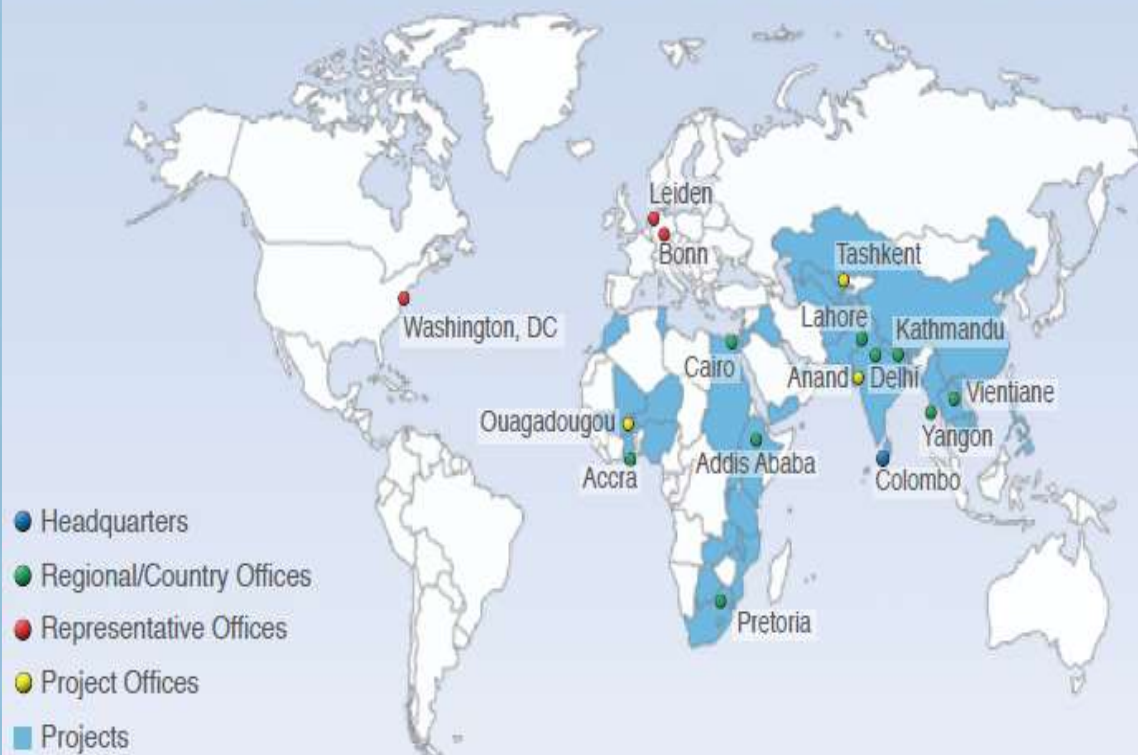 Leiden
Bonn
Tashkent
Washington, DC
Lahore
Kathmandu
Cairo
Anand
Delhi
Vientiane
Ouagadougou
Yangon
Accra
Addis Ababa
Colombo
Pretoria
Headquarters
Regional/Country Offices
Representative Offices
Project Offices
Projects